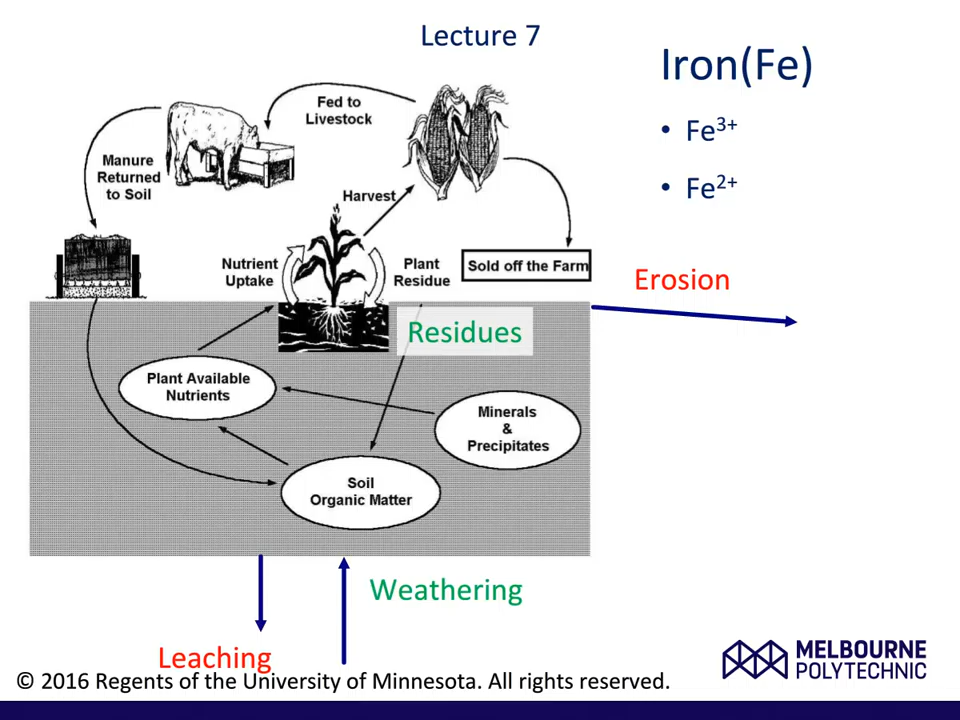 Lecture 7
Iron(Fe)
• Fe3+
• Fe2+
Fed to
Livestock
Manure
Returned
to Soil
Harvest
Nutrient
Uptake
Plant
Residue
Sold off the Farm
Erosion
Residues
Plant Available
Nutrients
Minerals
&
Precipitates
Soil
Organic Matter
Weathering
Leaching
MELBOURNE
POLYTECHNIC
© 2016 Regents of the University of Minnesota. All rights reserved.